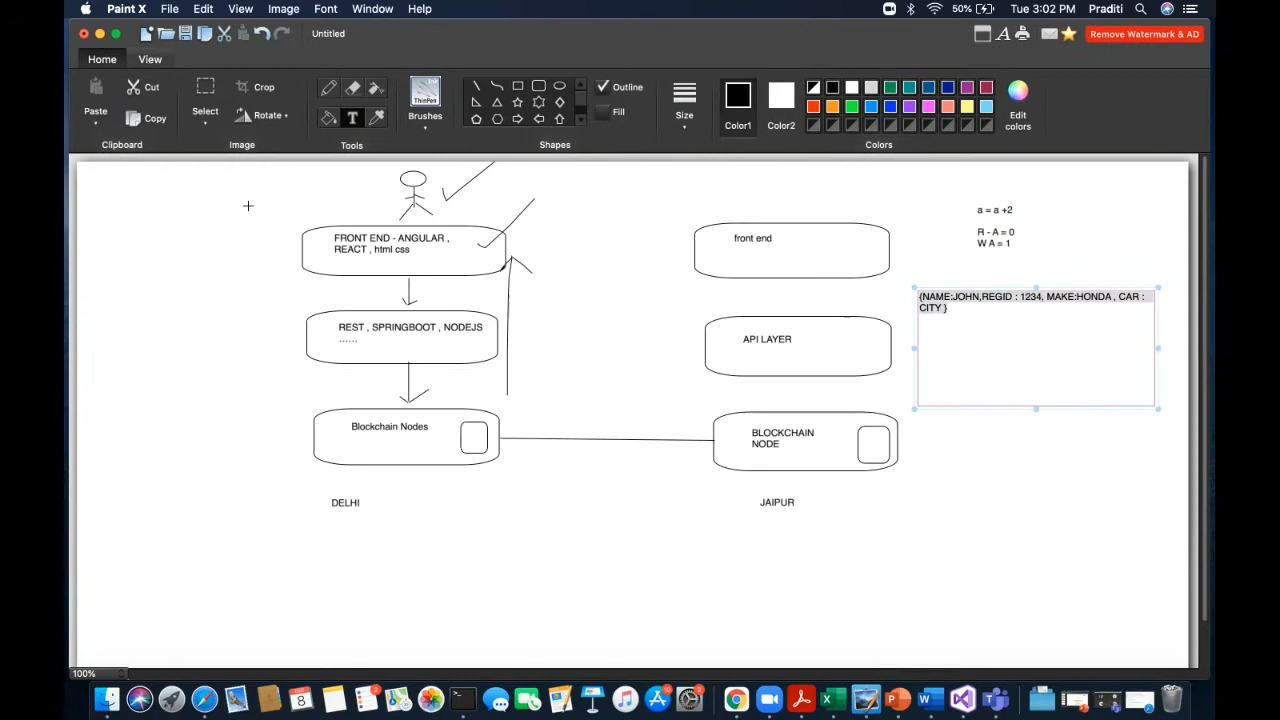 Paint X File Edit View Image Font Window Help 50% Tue 3:02 PM Praditi
Untitled Remove Watermark & AD
Home View
Cut Crop Outline
Paste Copy Select Rotate Brushes Fill Size Color1 Color2 Edit colors
ThinPen
Clipboard Image Tools Shapes Colors
FRONT END - ANGULAR ,
REACT , html css
front end
a = a +2
R - A = 0
W A = 1
{NAME:JOHN,REGID : 1234, MAKE:HONDA , CAR :
CITY }
REST , SPRINGBOOT , NODEJS
......
API LAYER
Blockchain Nodes
BLOCKCHAIN
NODE
DELHI
JAIPUR
100%